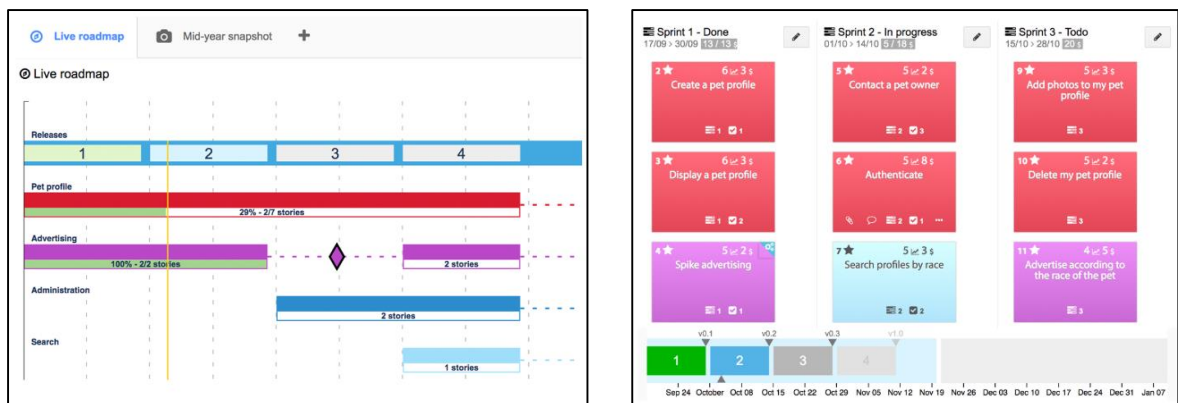 Live roadmap
Mid-year snapshot
Live roadmap
Releases
1 2 3 4
Pet profile
29% - 2/7 stories
Advertising
100% - 2/2 stories
2 stories
Administration
2 stories
Search
1 stories
Sprint 1 - Done
17/09 > 30/09 13 / 13 $
2 6 3 $
Create a pet profile
1 1
3 6 3 $
Display a pet profile
1 2
4 5 2 $
Spike advertising
1 1
Sprint 2 - In progress
01/10 > 14/10 5 / 18 $
5 5 2 $
Contact a pet owner
2 3
6 5 8 $
Authenticate
2 1 ...
7 5 3 $
Search profiles by race
2 2
Sprint 3 - Todo
15/10 > 28/10 20 $
9 5 3 $
Add photos to my pet
profile
3
10 5 2 $
Delete my pet profile
3
11 4 5 $
Advertise according to
the race of the pet
3
v0.1 v0.2 v0.3 v1.0
1 2 3 4
Sep 24 October Oct 08 Oct 15 Oct 22 Oct 29 Nov 05 Nov 12 Nov 19 Nov 26 Dec 03 Dec 10 Dec 17 Dec 24 Dec 31 Jan 07